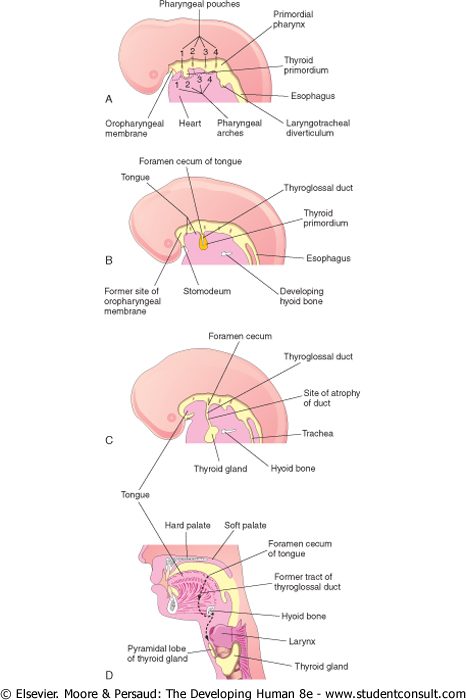 Pharyngeal pouches
Primordial
pharynx
1 2 3 4
Thyroid
primordium
1 2 3 4
A
Esophagus
Oropharyngeal
membrane
Heart
Pharyngeal
arches
Laryngotracheal
diverticulum
Foramen cecum of tongue
Tongue
Thyroglossal duct
Thyroid
primordium
B
Esophagus
Former site of
oropharyngeal
membrane
Stomodeum
Developing
hyoid bone
Foramen cecum
Thyroglossal duct
Site of atrophy
of duct
C
Trachea
Thyroid gland
Hyoid bone
Tongue
Hard palate
Soft palate
Foramen cecum
of tongue
Former tract of
thyroglossal duct
Hyoid bone
Larynx
Pyramidal lobe
of thyroid gland
Thyroid gland
D
© Elsevier. Moore & Persaud: The Developing Human 8e - www.studentconsult.com